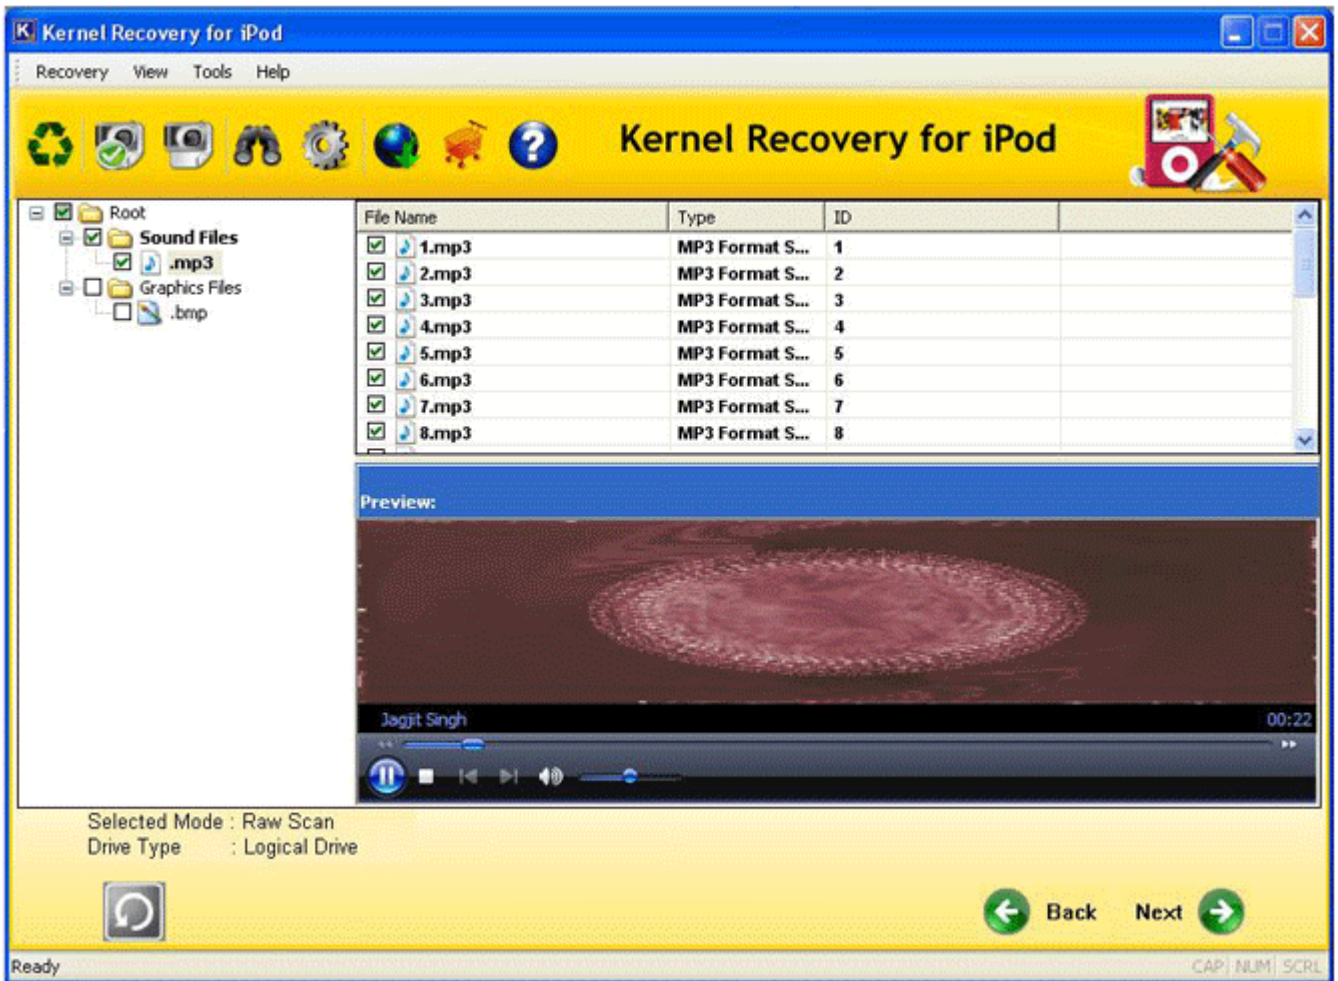 Kernel Recovery for iPod
Recovery View Tools Help
Kernel Recovery for iPod
Root
Sound Files
.mp3
Graphics Files
.bmp
File Name Type ID
1.mp3 MP3 Format S... 1
2.mp3 MP3 Format S... 2
3.mp3 MP3 Format S... 3
4.mp3 MP3 Format S... 4
5.mp3 MP3 Format S... 5
6.mp3 MP3 Format S... 6
7.mp3 MP3 Format S... 7
8.mp3 MP3 Format S... 8
Preview:
Jagjit Singh 00:22
Selected Mode : Raw Scan
Drive Type : Logical Drive
Back Next
Ready CAP NUM SCRL